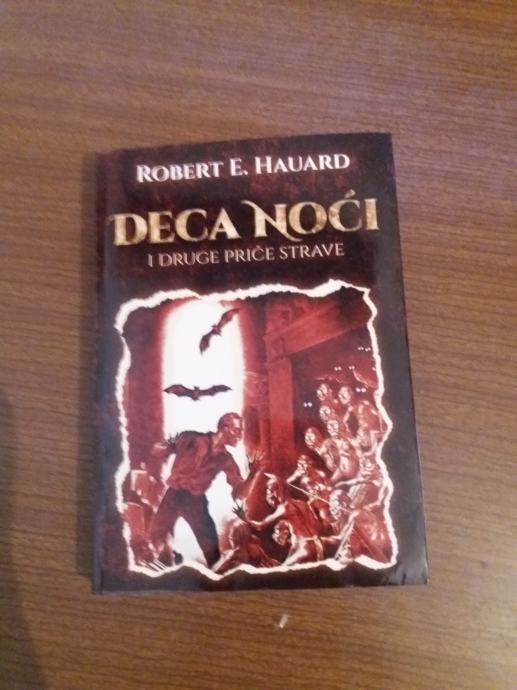 ROBERT E. HAUARD
DECA NOĆI
I DRUGE PRIČE STRAVE